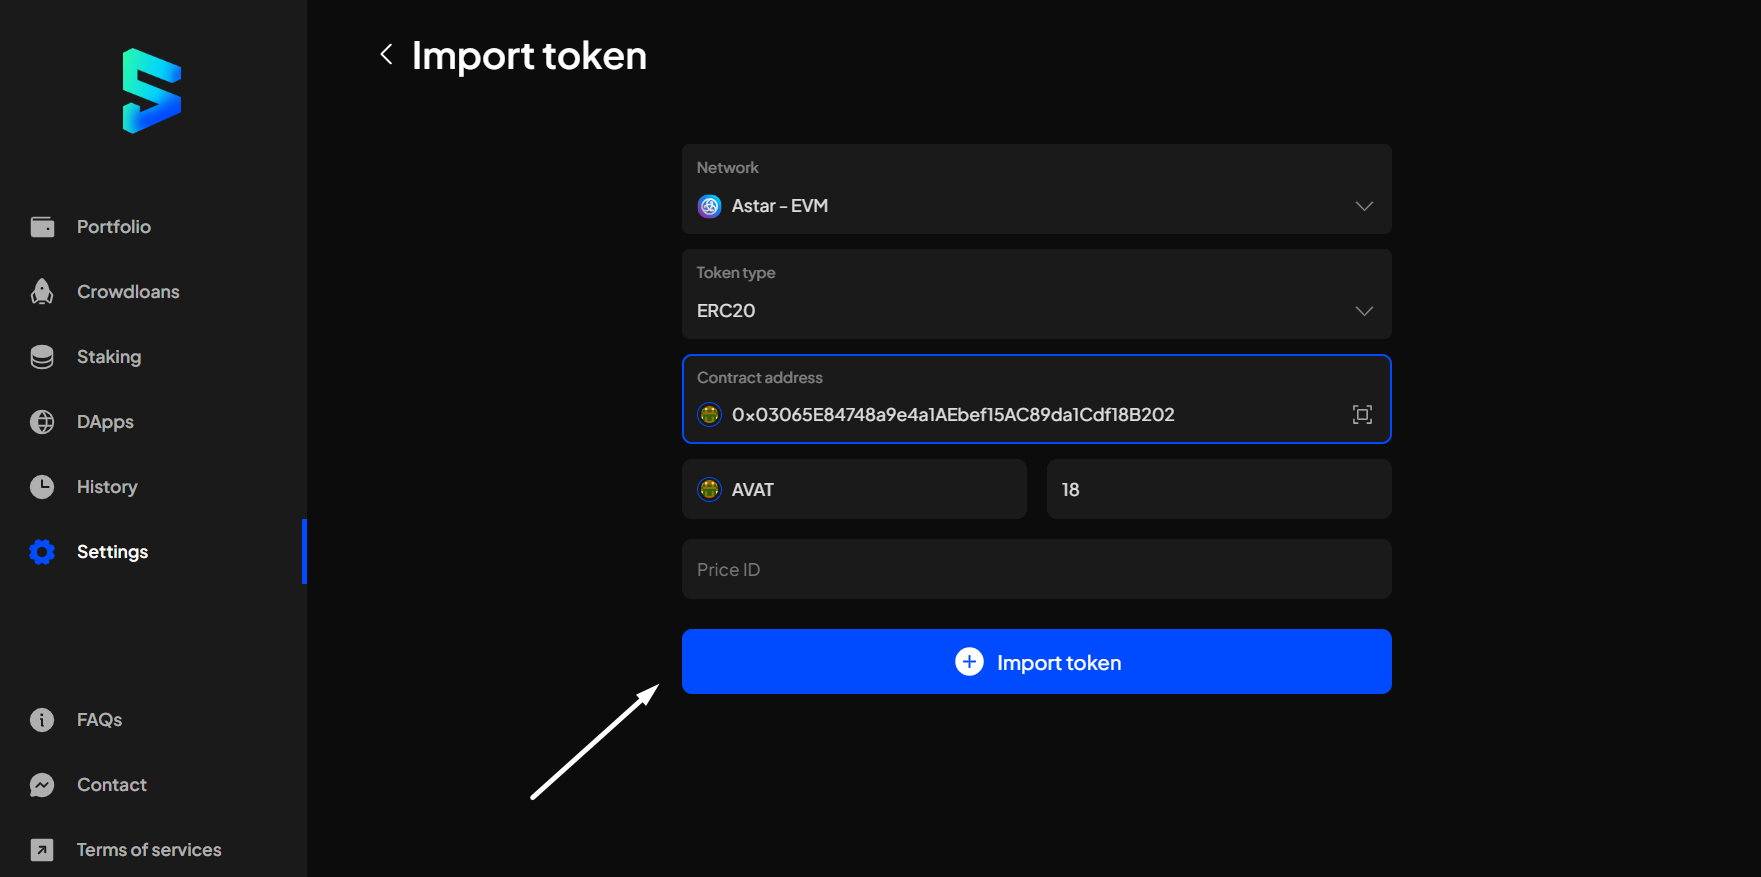 Import token
Portfolio
Crowdloans
Staking
DApps
History
Settings
FAQs
Contact
Terms of services
Network
Astar - EVM
Token type
ERC20
Contract address
0x03065E84748a9e4a1AEbef15AC89da1Cdf18B202
AVAT
18
Price ID
Import token